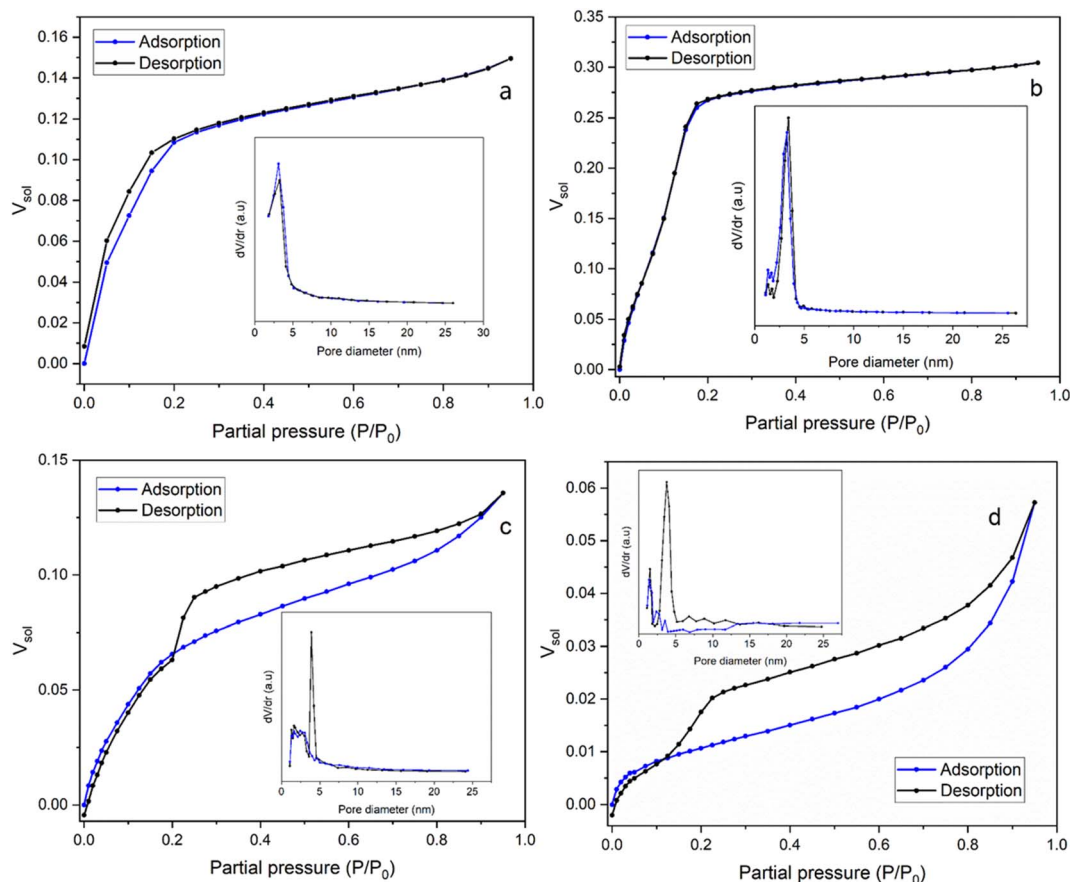 a
Adsorption
Desorption
V_sol
0.16
0.14
0.12
0.10
0.08
0.06
0.04
0.02
0.00
0.0 0.2 0.4 0.6 0.8 1.0
Partial pressure (P/P₀)
dV/dr (a.u)
0 5 10 15 20 25 30
Pore diameter (nm)
b
Adsorption
Desorption
V_sol
0.35
0.30
0.25
0.20
0.15
0.10
0.05
0.00
0.0 0.2 0.4 0.6 0.8 1.0
Partial pressure (P/P₀)
dV/dr (a.u)
0 5 10 15 20 25
Pore diameter (nm)
c
Adsorption
Desorption
V_sol
0.15
0.10
0.05
0.00
0.0 0.2 0.4 0.6 0.8 1.0
Partial pressure (P/P₀)
dV/dr (a.u)
0 5 10 15 20 25
Pore diameter (nm)
d
V_sol
0.06
0.05
0.04
0.03
0.02
0.01
0.00
0.0 0.2 0.4 0.6 0.8 1.0
Partial pressure (P/P₀)
dV/dr (a.u)
0 5 10 15 20 25
Pore diameter (nm)
Adsorption
Desorption